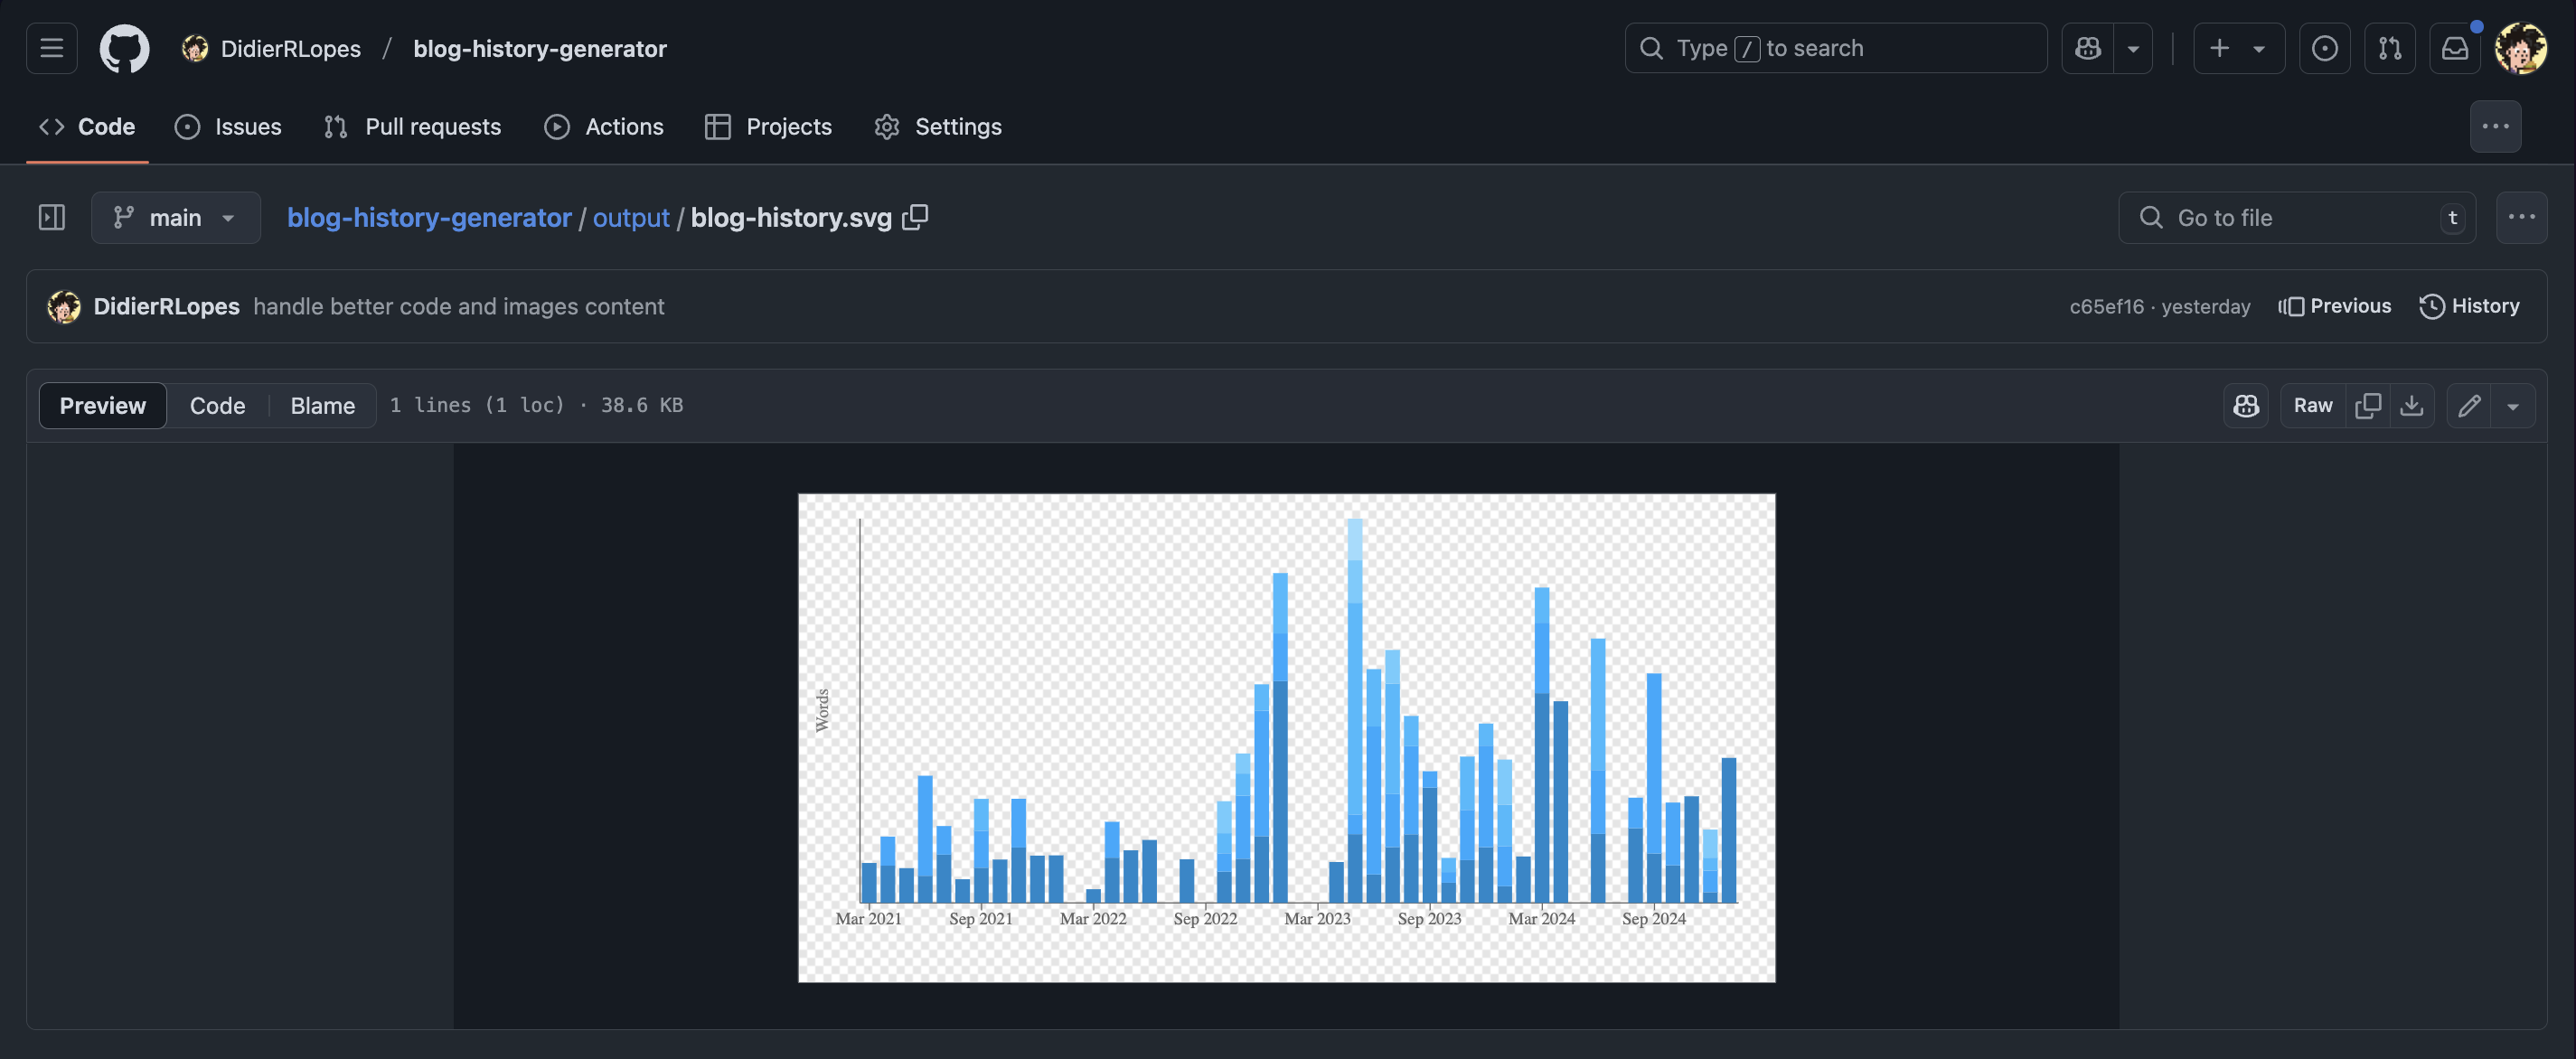 DidierRLopes / blog-history-generator
Type / to search
Code Issues Pull requests Actions Projects Settings
main
blog-history-generator / output / blog-history.svg
Go to file t
DidierRLopes handle better code and images content
c65ef16 · yesterday Previous History
Preview Code Blame 1 lines (1 loc) · 38.6 KB
Raw
Words
Mar 2021 Sep 2021 Mar 2022 Sep 2022 Mar 2023 Sep 2023 Mar 2024 Sep 2024